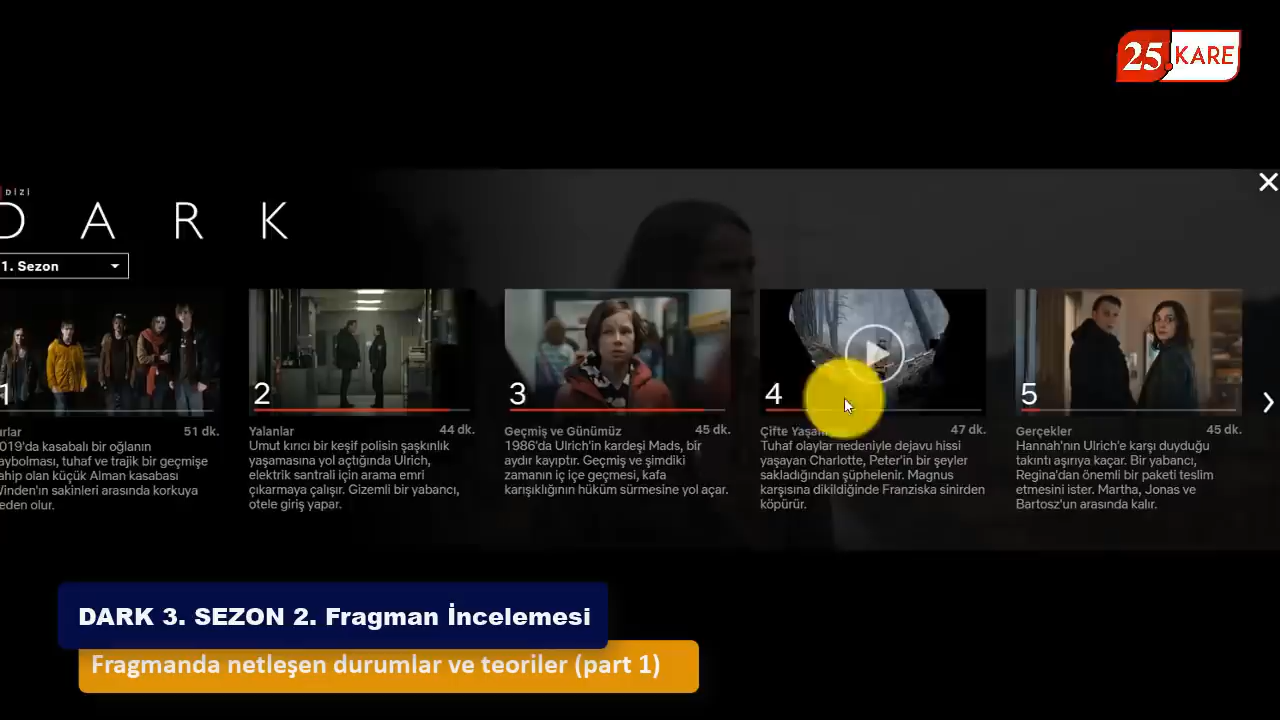 25.KARE
DİZİ
DARK
1. Sezon
1
2
3
4
5
51 dk.
2019'da kasabalı bir oğlanın
kaybolması, tuhaf ve trajik bir geçmişe
sahip olan küçük Alman kasabası
Winden'ın sakinleri arasında korkuya
neden olur.
Yalanlar 44 dk.
Umut kırıcı bir keşif polisin şaşkınlık
yaşamasına yol açtığında Ulrich,
elektrik santrali için arama emri
çıkarmaya çalışır. Gizemli bir yabancı,
otele giriş yapar.
Geçmiş ve Günümüz 45 dk.
1986'da Ulrich'in kardeşi Mads, bir
aydır kayıptır. Geçmiş ve şimdiki
zamanın iç içe geçmesi, kafa
karışıklığının hüküm sürmesine yol açar.
Çifte 47 dk.
Tuhaf olaylar nedeniyle dejavu hissi
yaşayan Charlotte, Peter'in bir şeyler
sakladığından şüphelenir. Magnus
karşısına dikildiğinde Franziska sinirden
köpürür.
Gerçekler 45 dk.
Hannah'nın Ulrich'e karşı duyduğu
takıntı aşırıya kaçar. Bir yabancı,
Regina'dan önemli bir paketi teslim
etmesini ister. Martha, Jonas ve
Bartosz'un arasında kalır.
DARK 3. SEZON 2. Fragman İncelemesi
Fragmanda netleşen durumlar ve teoriler (part 1)